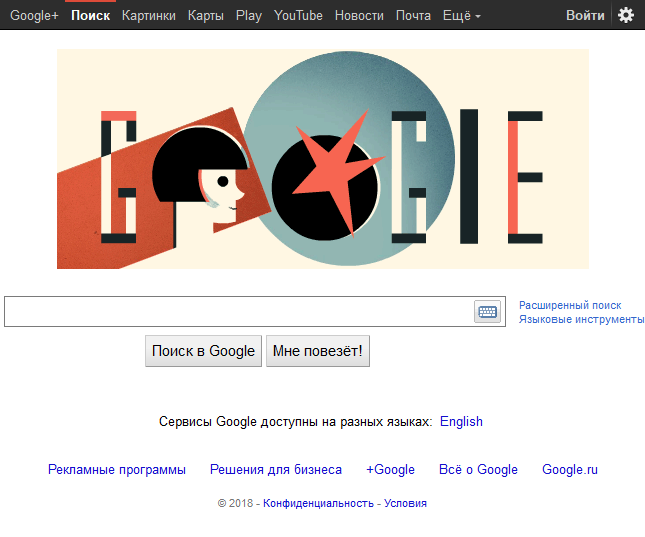 Google+ Поиск Картинки Карты Play YouTube Новости Почта Ещё Войти
GOOGLE
Расширенный поиск
Языковые инструменты
Поиск в Google Мне повезёт!
Сервисы Google доступны на разных языках: English
Рекламные программы Решения для бизнеса +Google Всё о Google Google.ru
© 2018 - Конфиденциальность - Условия